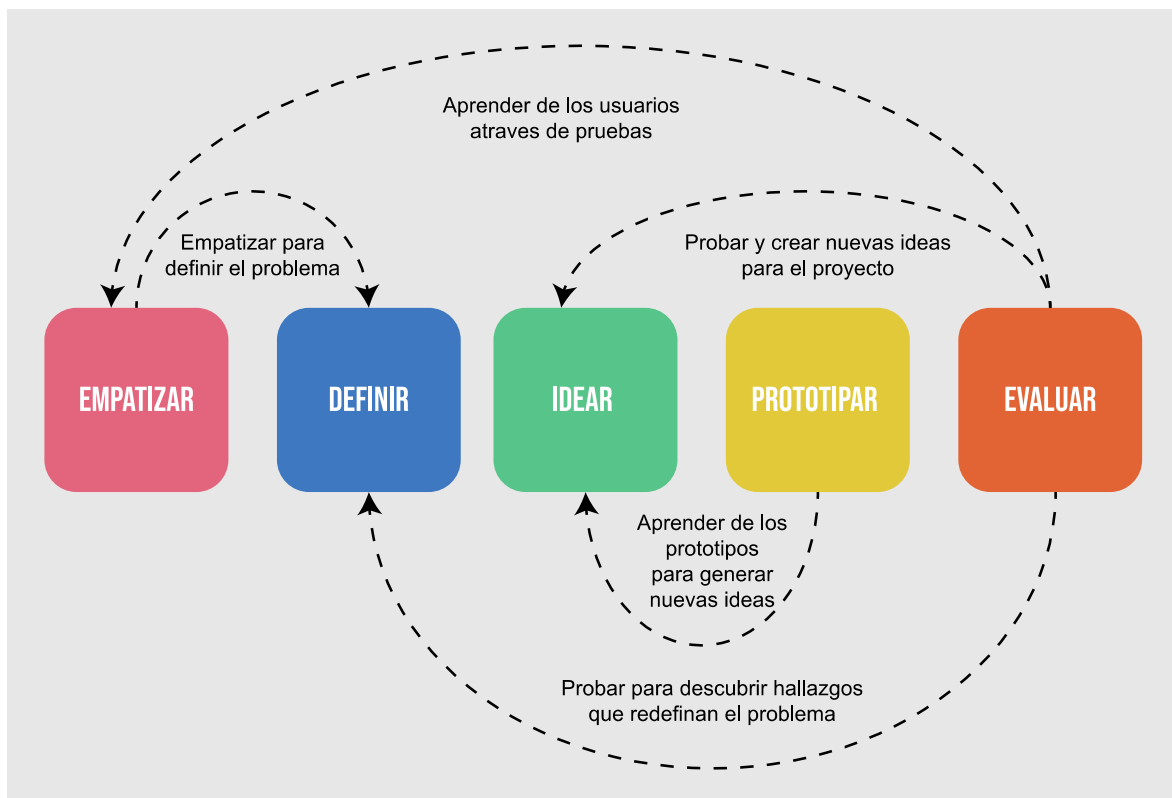 Aprender de los usuarios
atraves de pruebas
Empatizar para
definir el problema
Probar y crear nuevas ideas
para el proyecto
EMPATIZAR
DEFINIR
IDEAR
PROTOTIPAR
EVALUAR
Aprender de los
prototipos
para generar
nuevas ideas
Probar para descubrir hallazgos
que redefinan el problema